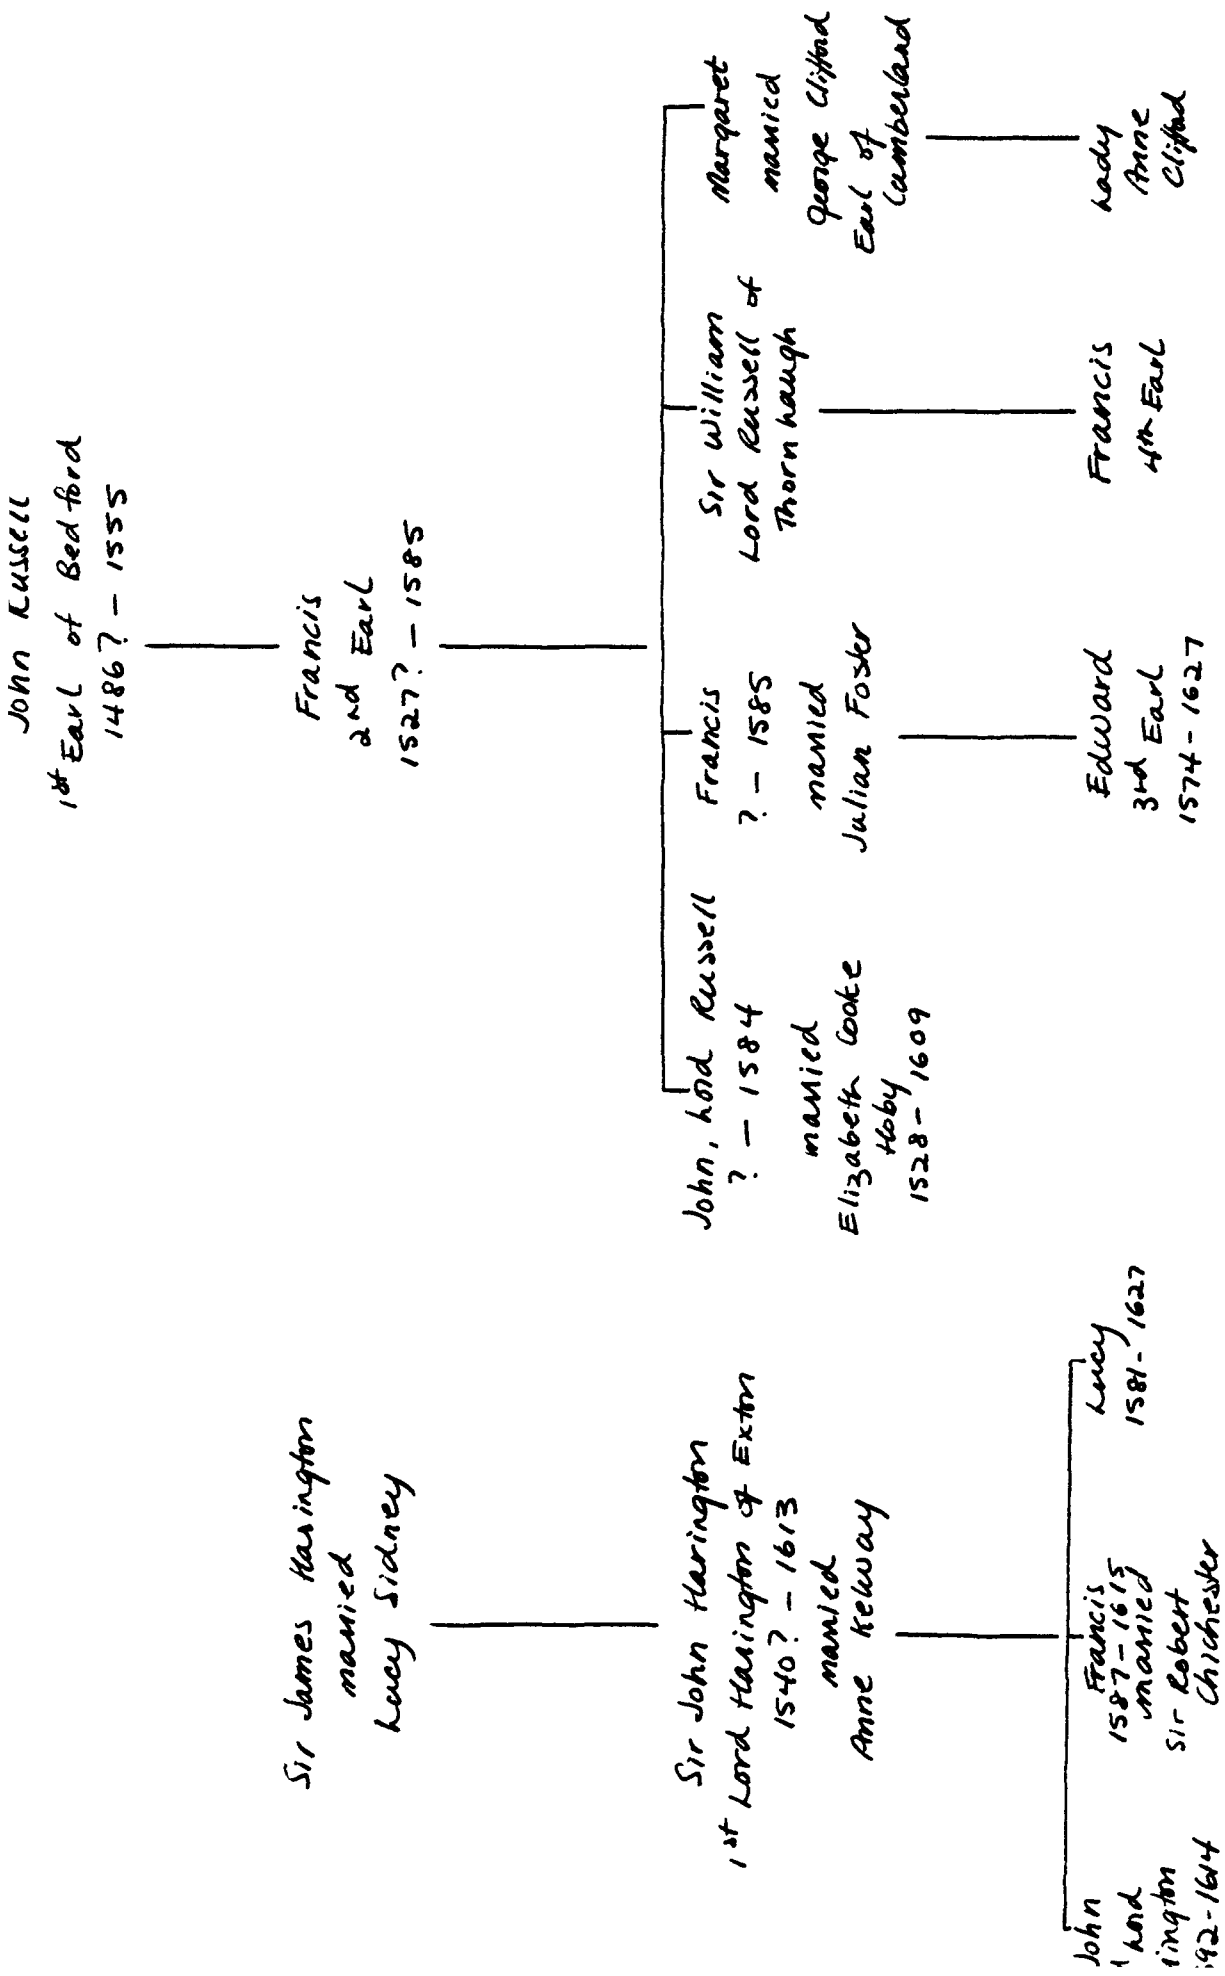 John Russell
1st Earl of Bedford
1486? – 1555
Francis
2nd Earl
1527? – 1585
John, Lord Russell
? – 1584
married
Elizabeth Cooke
Hoby
1528 – 1609
Francis
? – 1585
married
Julian Foster
Sir William
Lord Russell of
Thornhaugh
Margaret
married
George Clifford
Earl of
Cumberland
Edward
3rd Earl
1574 – 1627
Francis
4th Earl
Lady
Anne
Clifford
Sir James Harington
married
Lucy Sidney
Sir John Harington
1st Lord Harington of Exton
1540? – 1613
married
Anne Kelway
John
Lord
ington
92 – 1614
Francis
1587 – 1615
married
Sir Robert
Chichester
Lucy
1581 – 1627